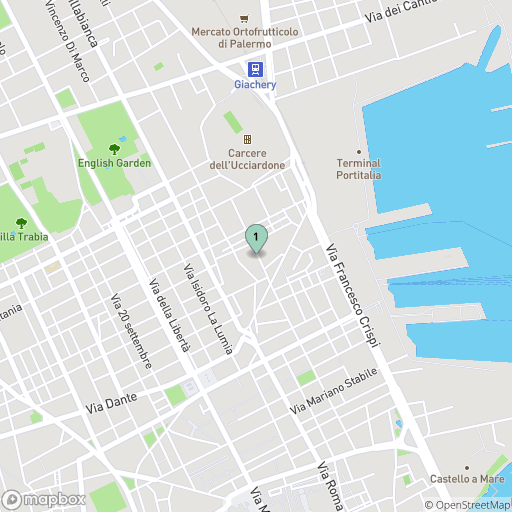 Via dei Cantieri
Mercato Ortofrutticolo
di Palermo
Vincenzo Di Marco
Giachery
English Garden
Carcere
dell'Ucciardone
Terminal
Portitalia
Villa Trabia
1
Via Francesco Crispi
Via Isidoro La Lumia
Via della Libertà
Via 20 settembre
Via Dante
Via Mariano Stabile
Via Roma
Castello a Mare
mapbox
© OpenStreetMap